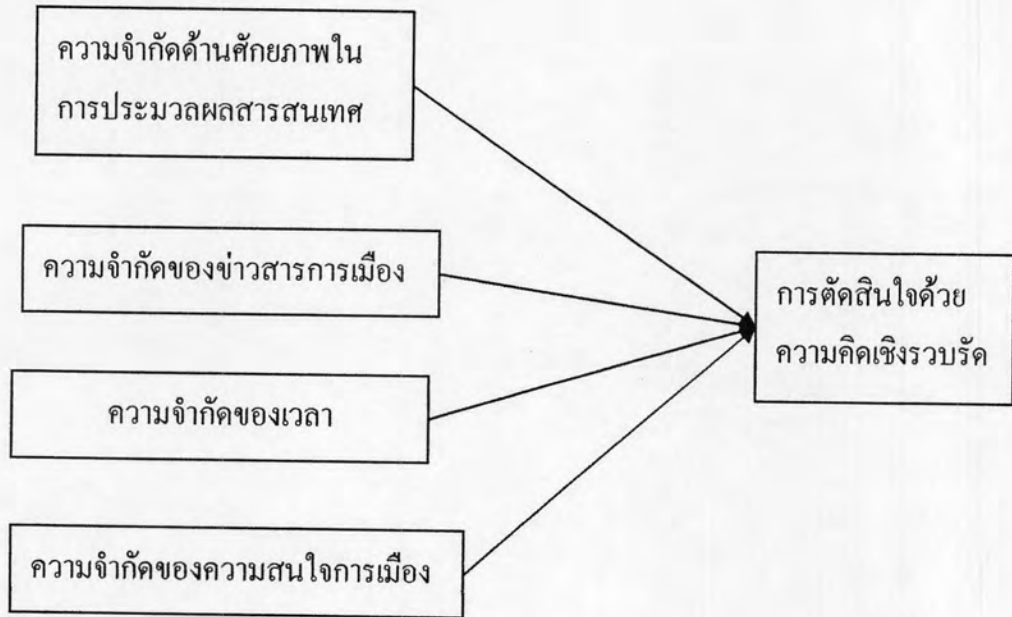 ความจำกัดด้านศักยภาพใน
การประมวลผลสารสนเทศ
ความจำกัดของข่าวสารการเมือง
ความจำกัดของเวลา
ความจำกัดของความสนใจการเมือง
การตัดสินใจด้วย
ความคิดเชิงรวบรัด